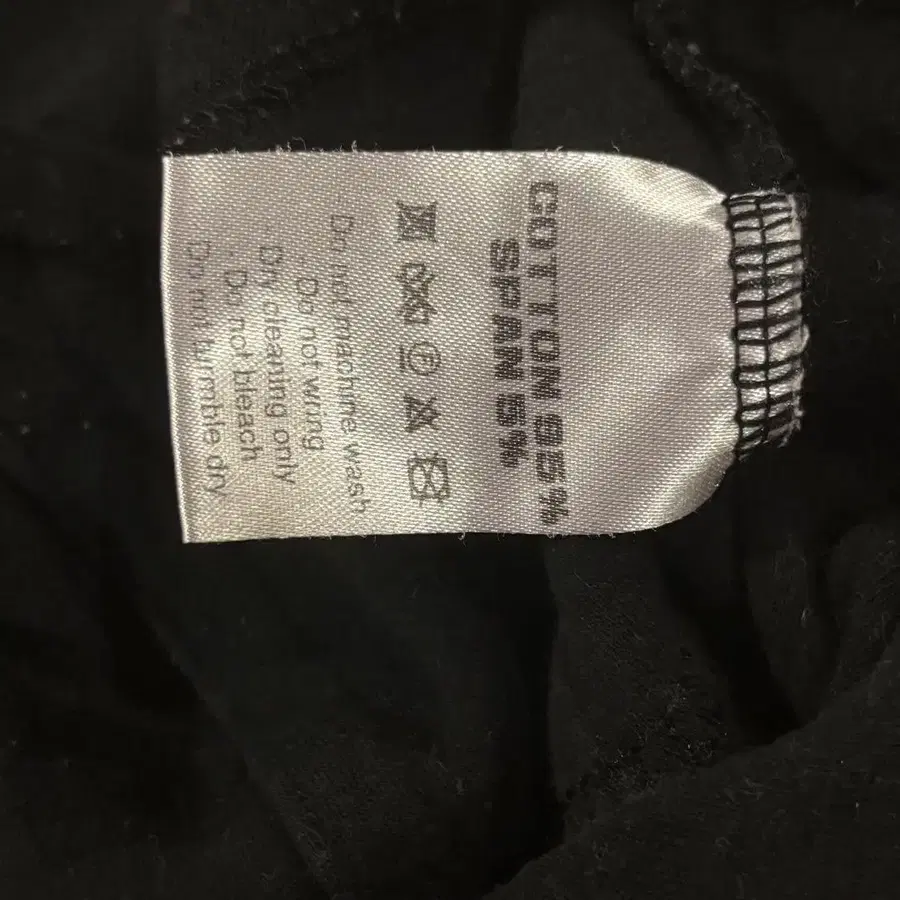 COTTON 95%
SPAN 5%
Do not machine wash
Do not wring
Dry cleaning only
Do not bleach
Do not tumble dry